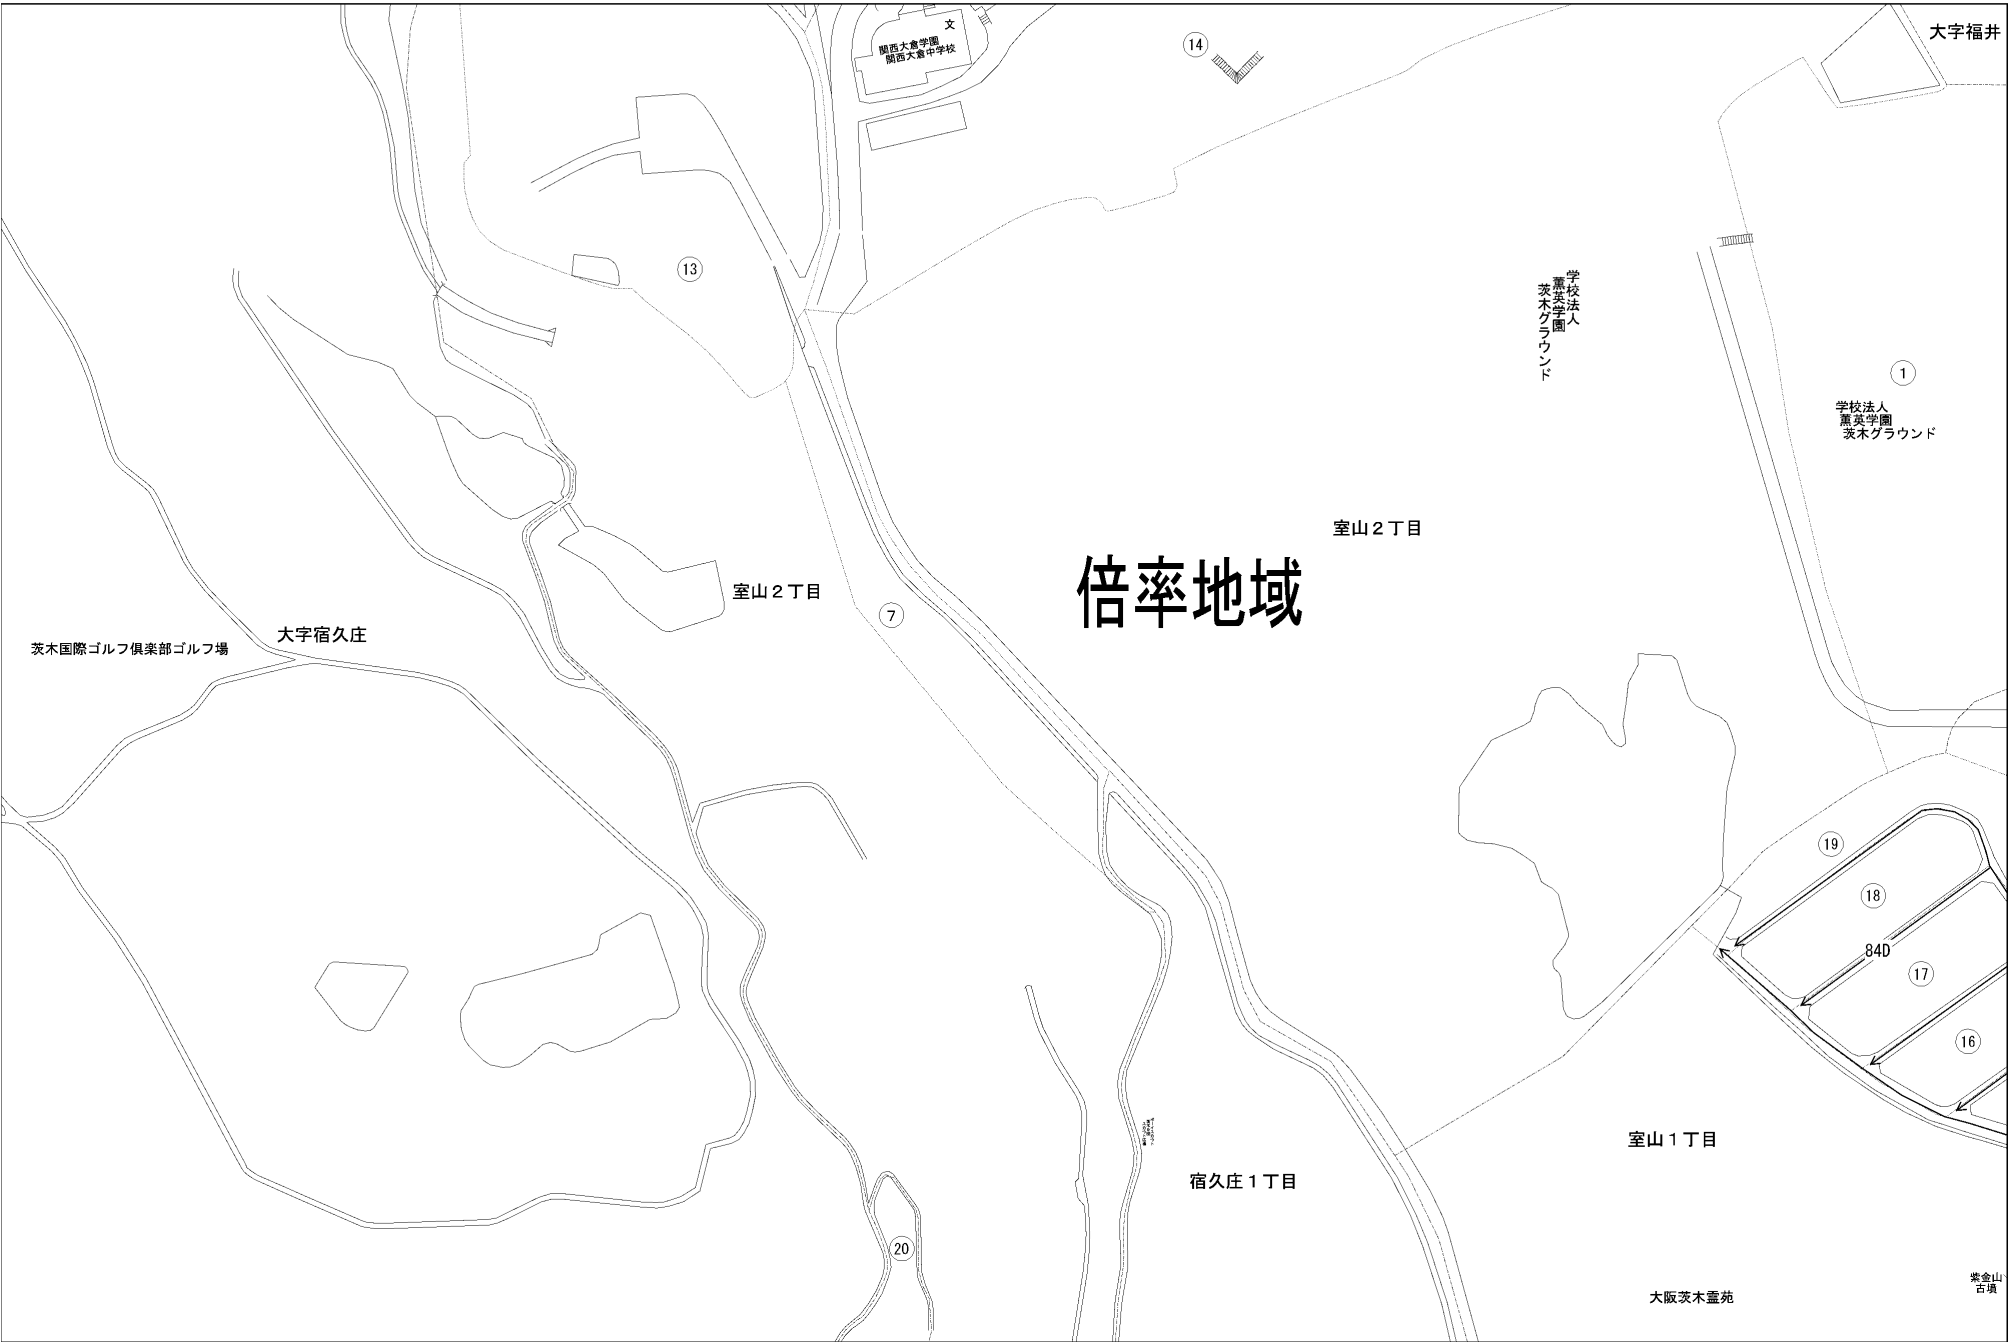 大字福井
文
関西大倉学園
関西大倉中学校
14
13
学校法人
薫英学園
茨木グラウンド
1
学校法人
薫英学園
茨木グラウンド
室山２丁目
倍率地域
室山２丁目
7
大字宿久庄
茨木国際ゴルフ倶楽部ゴルフ場
19
18
84D
17
16
室山１丁目
宿久庄１丁目
20
紫金山
古墳
大阪茨木霊苑